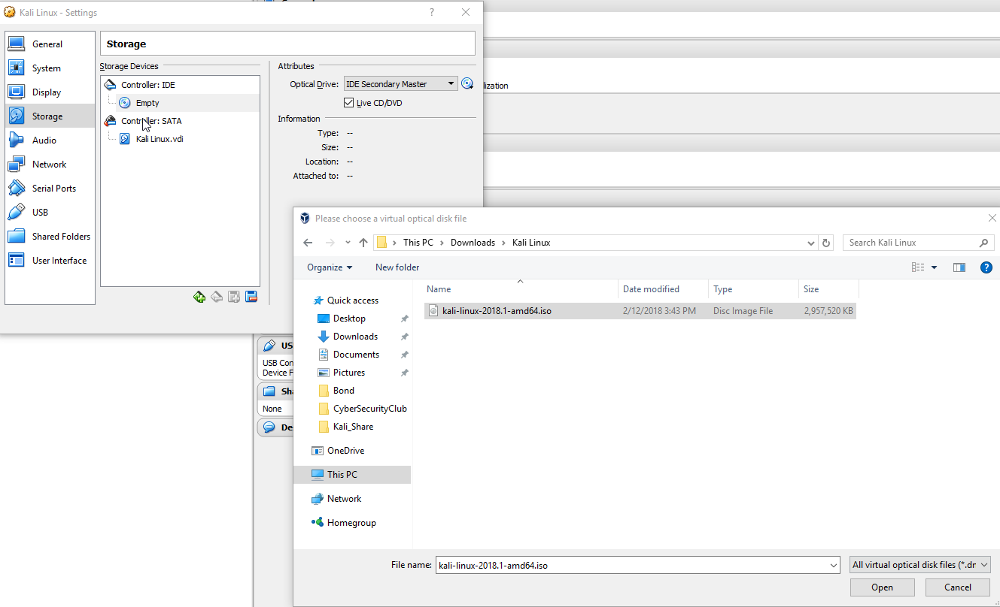 Kali Linux - Settings
?
General
System
Display
Storage
Audio
Network
Serial Ports
USB
Shared Folders
User Interface
Storage
Storage Devices
Controller: IDE
Empty
Controller: SATA
Kali Linux.vdi
Attributes
Optical Drive: IDE Secondary Master
Live CD/DVD
Information
Type: --
Size: --
Location: --
Attached to: --
lization
US
USB Con
Device F
Sha
None
De
Please choose a virtual optical disk file
This PC > Downloads > Kali Linux
Search Kali Linux
Organize
New folder
?
Quick access
Desktop
Downloads
Documents
Pictures
Bond
CyberSecurityClub
Kali_Share
OneDrive
This PC
Network
Homegroup
Name Date modified Type Size
kali-linux-2018.1-amd64.iso 2/12/2018 3:43 PM Disc Image File 2,957,520 KB
File name: kali-linux-2018.1-amd64.iso
All virtual optical disk files (*.dr
Open
Cancel